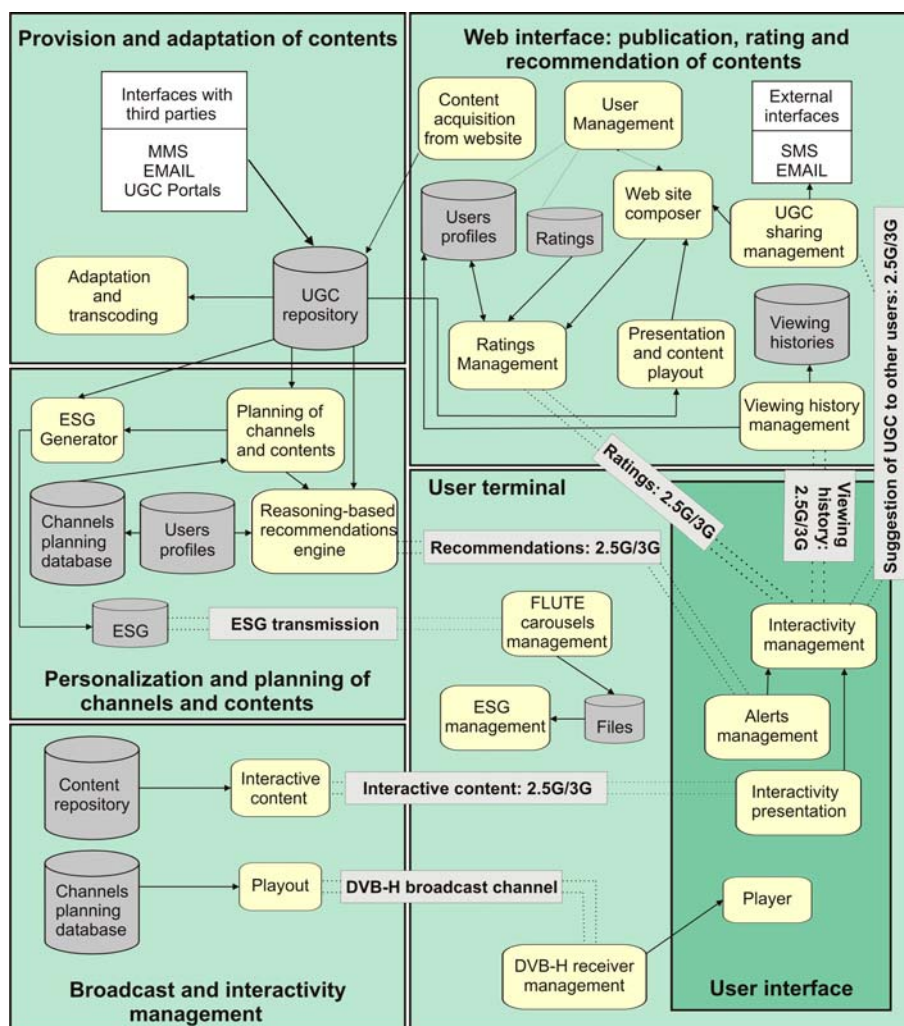 Provision and adaptation of contents
Interfaces with
third parties
MMS
EMAIL
UGC Portals
Adaptation
and
transcoding
UGC
repository
Web interface: publication, rating and
recommendation of contents
Content
acquisition
from website
User
Management
External
interfaces
SMS
EMAIL
Users
profiles
Ratings
Web site
composer
UGC
sharing
management
Viewing
histories
Ratings
Management
Presentation
and content
playout
Viewing history
management
Suggestion of UGC to other users: 2.5G/3G
Ratings: 2.5G/3G
Viewing
history:
2.5G/3G
ESG
Generator
Planning of
channels
and contents
Channels
planning
database
Users
profiles
Reasoning-based
recommendations
engine
ESG
ESG transmission
Personalization and planning of
channels and contents
User terminal
Recommendations: 2.5G/3G
FLUTE
carousels
management
ESG
management
Files
Interactivity
management
Alerts
management
Interactivity
presentation
Player
User interface
DVB-H receiver
management
Content
repository
Interactive
content
Interactive content: 2.5G/3G
Channels
planning
database
Playout
DVB-H broadcast channel
Broadcast and interactivity
management